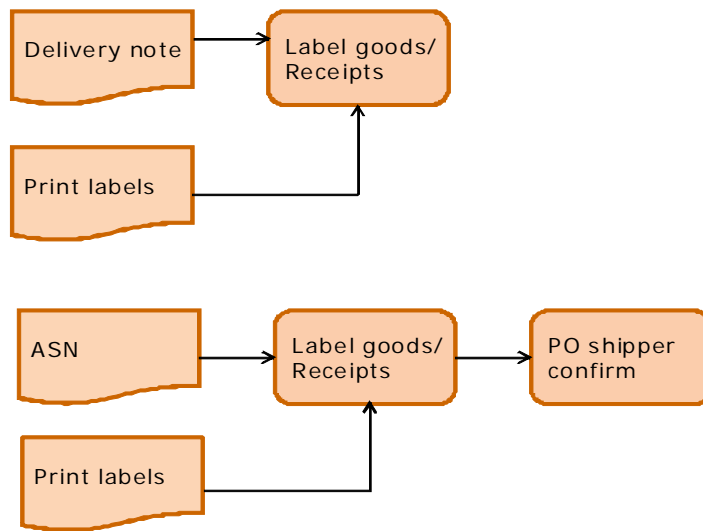 Delivery note
Label goods/
Receipts
Print labels
ASN
Label goods/
Receipts
PO shipper
confirm
Print labels